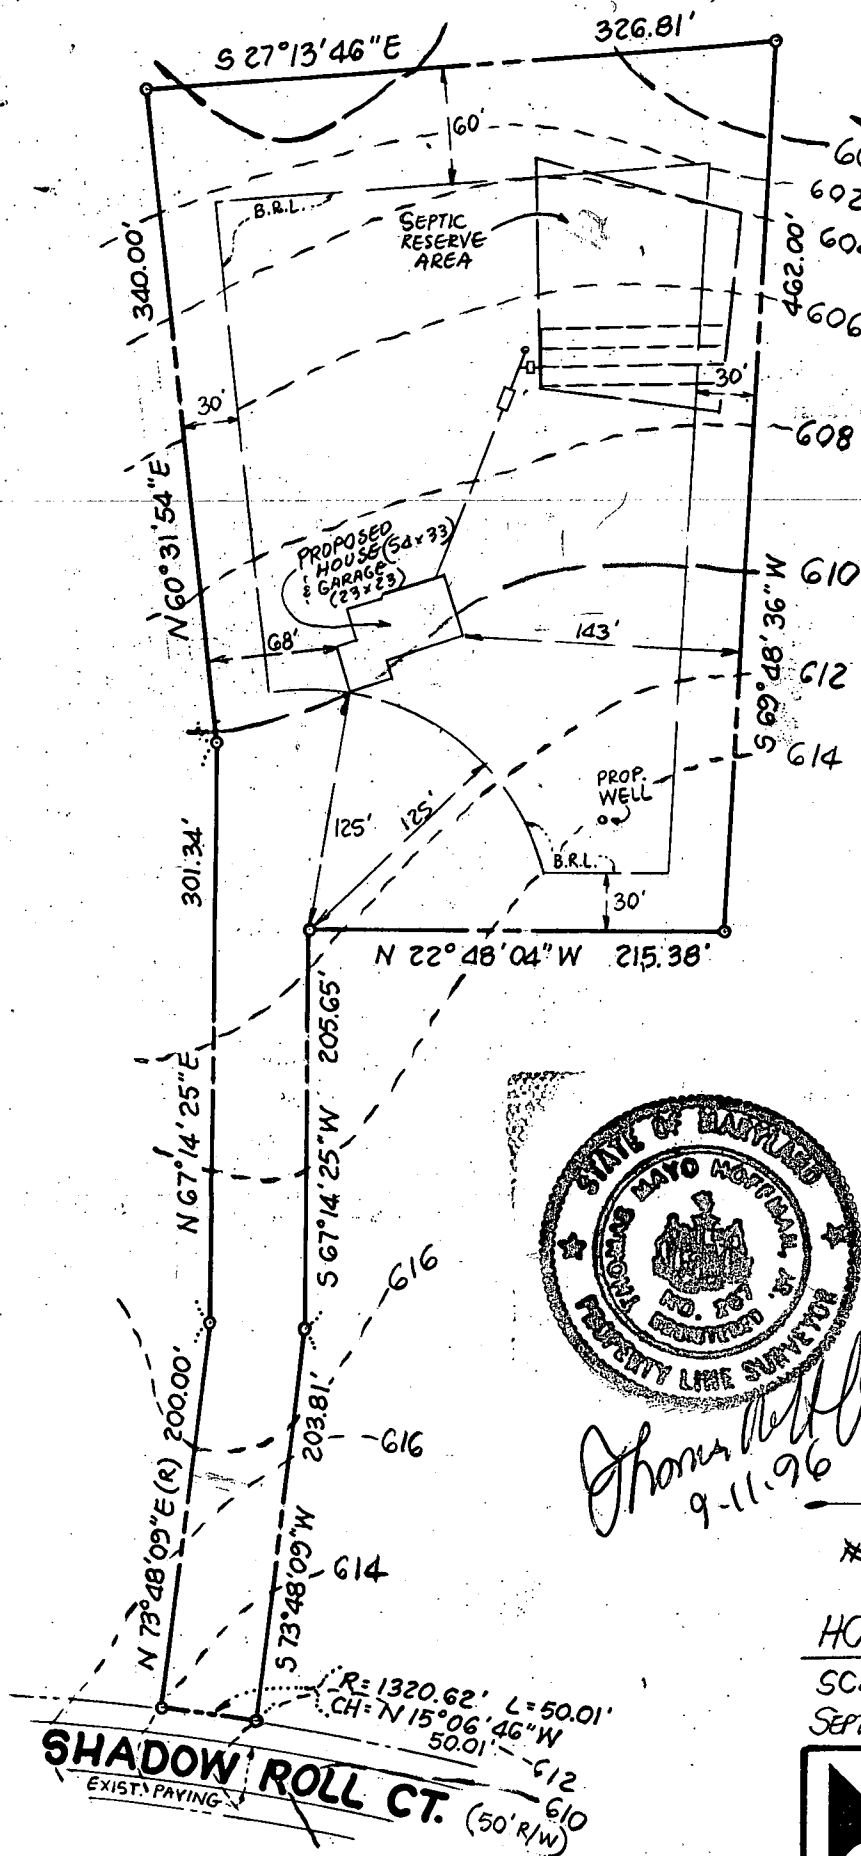 S 27°13'46"E 326.81'
60'
602
B.R.L.
SEPTIC
RESERVE
AREA
340.00'
462.00'
606
30'
30'
608
N 60°31'54"E
PROPOSED
HOUSE (54x33)
& GARAGE
(23x23)
610
68'
143'
S 69°48'36"W
612
614
PROP.
WELL
125'
125'
B.R.L.
30'
301.34'
N 22°48'04"W 215.38'
205.65'
N 67°14'25"E
S 67°14'25"W
STATE OF MARYLAND
THOMAS MAYO HOFFMAN, JR.
PROPERTY LINE SURVEYOR
616
200.00'
203.81'
616
9-11-96
N 73°48'09"E (R)
S 73°48'09"W
614
R=1320.62' L=50.01'
CH=N 15°06'46"W
50.01'
612
610
SHADOW ROLL CT. (50' R/W)
EXIST. PAVING